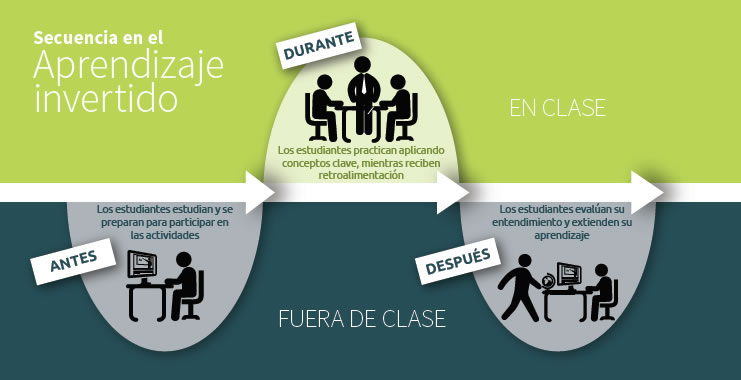 Secuencia en el
Aprendizaje
invertido
DURANTE
Los estudiantes practican aplicando
conceptos clave, mientras reciben
retroalimentación
EN CLASE
Los estudiantes estudian y se
preparan para participar en
las actividades
ANTES
Los estudiantes evalúan su
entendimiento y extienden su
aprendizaje
DESPUÉS
FUERA DE CLASE